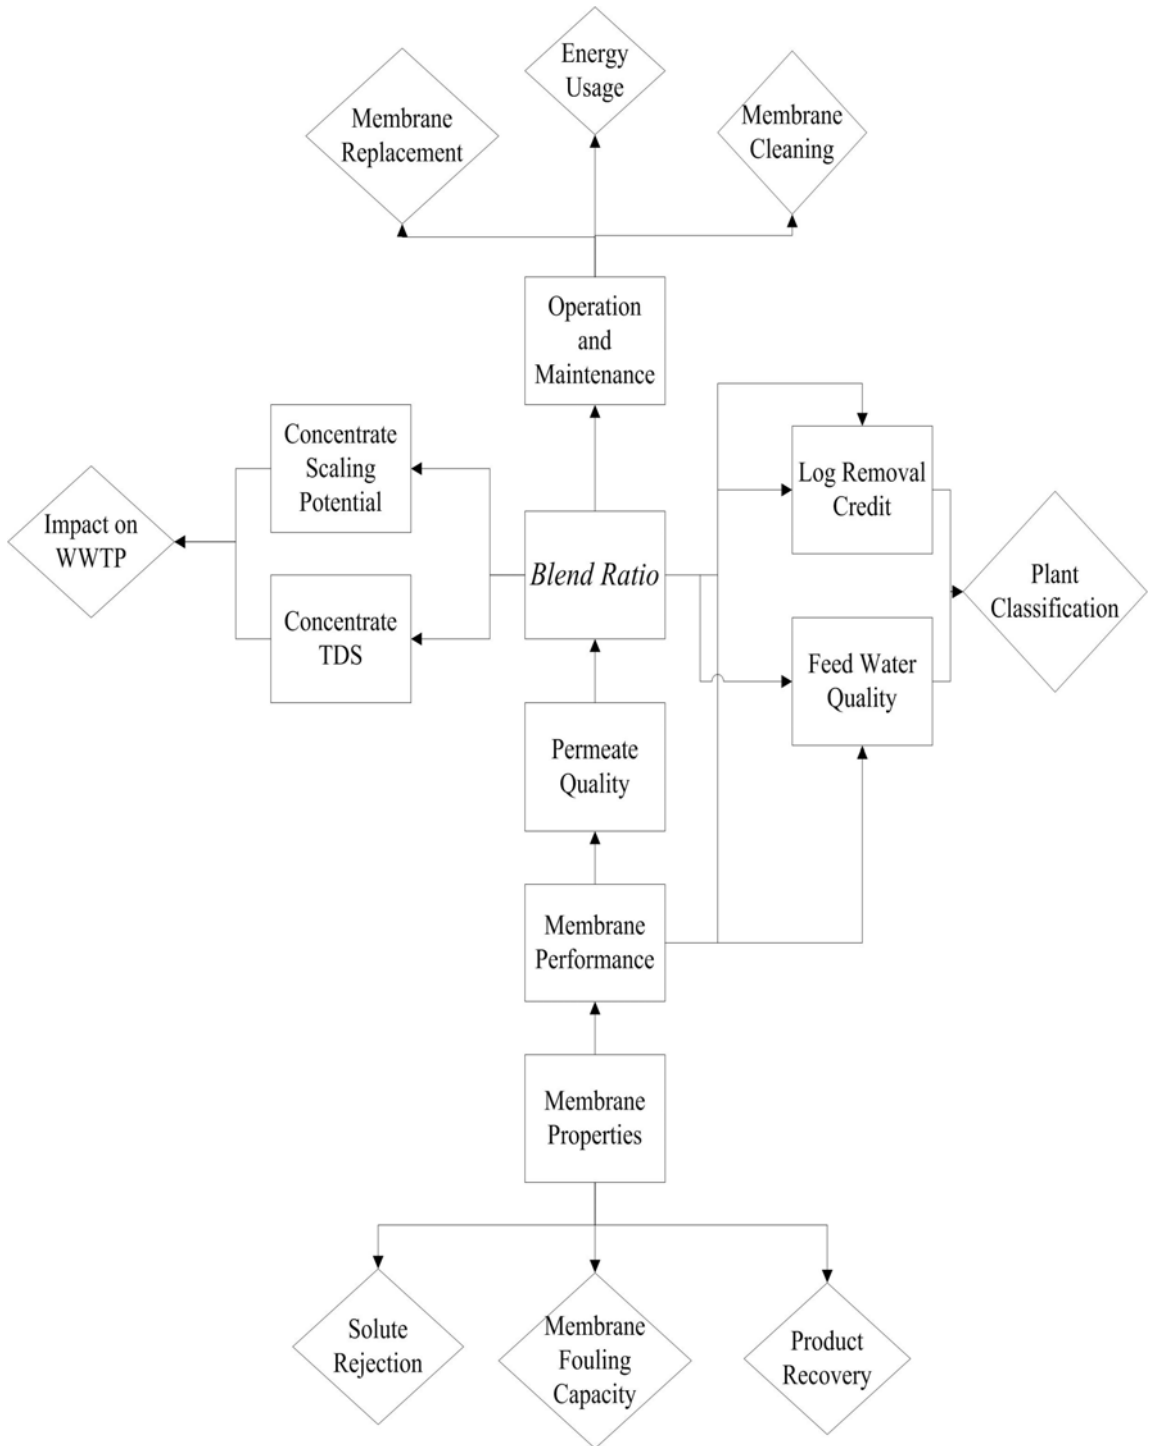 Energy
Usage
Membrane
Replacement
Membrane
Cleaning
Operation
and
Maintenance
Concentrate
Scaling
Potential
Log Removal
Credit
Impact on
WWTP
Blend Ratio
Plant
Classification
Concentrate
TDS
Feed Water
Quality
Permeate
Quality
Membrane
Performance
Membrane
Properties
Solute
Rejection
Membrane
Fouling
Capacity
Product
Recovery